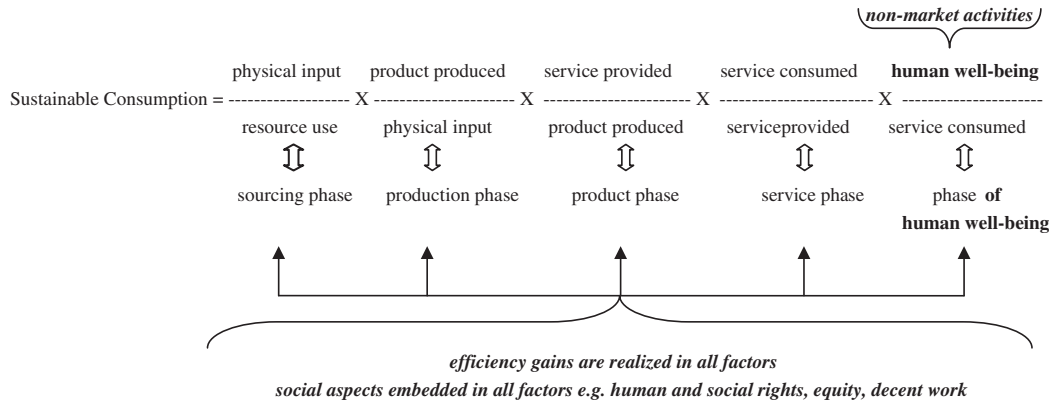 non-market activities
physical input product produced service provided service consumed human well-being
Sustainable Consumption = ------------------ X --------------------- X ---------------------- X ------------------- X ---------------------
resource use physical input product produced serviceprovided service consumed
sourcing phase production phase product phase service phase phase of
human well-being
efficiency gains are realized in all factors
social aspects embedded in all factors e.g. human and social rights, equity, decent work